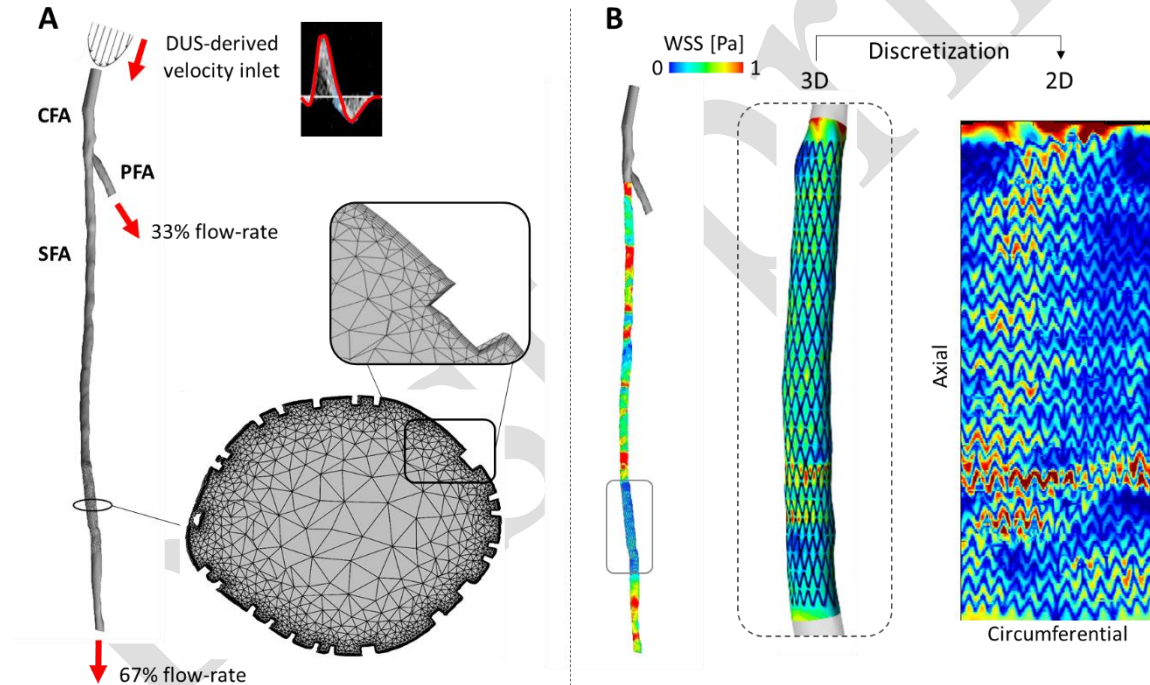 A
DUS-derived
velocity inlet
CFA
PFA
33% flow-rate
SFA
67% flow-rate
B
WSS [Pa]
0
1
Discretization
3D
2D
Axial
Circumferential